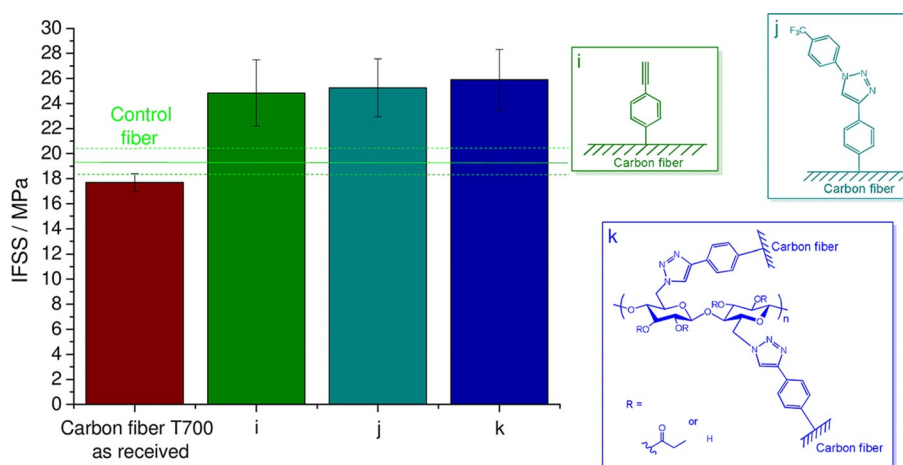 IFSS / MPa
30
28
26
24
22
20
18
16
14
12
10
8
6
4
2
0
Control
fiber
Carbon fiber T700
as received
i
j
k
i
Carbon fiber
j
F3C
N
N
N
Carbon fiber
k
Carbon fiber
N
N
N
RO
OR
O
O
O
O
O
n
RO
OR
N
N
N
R =
O
or
H
Carbon fiber